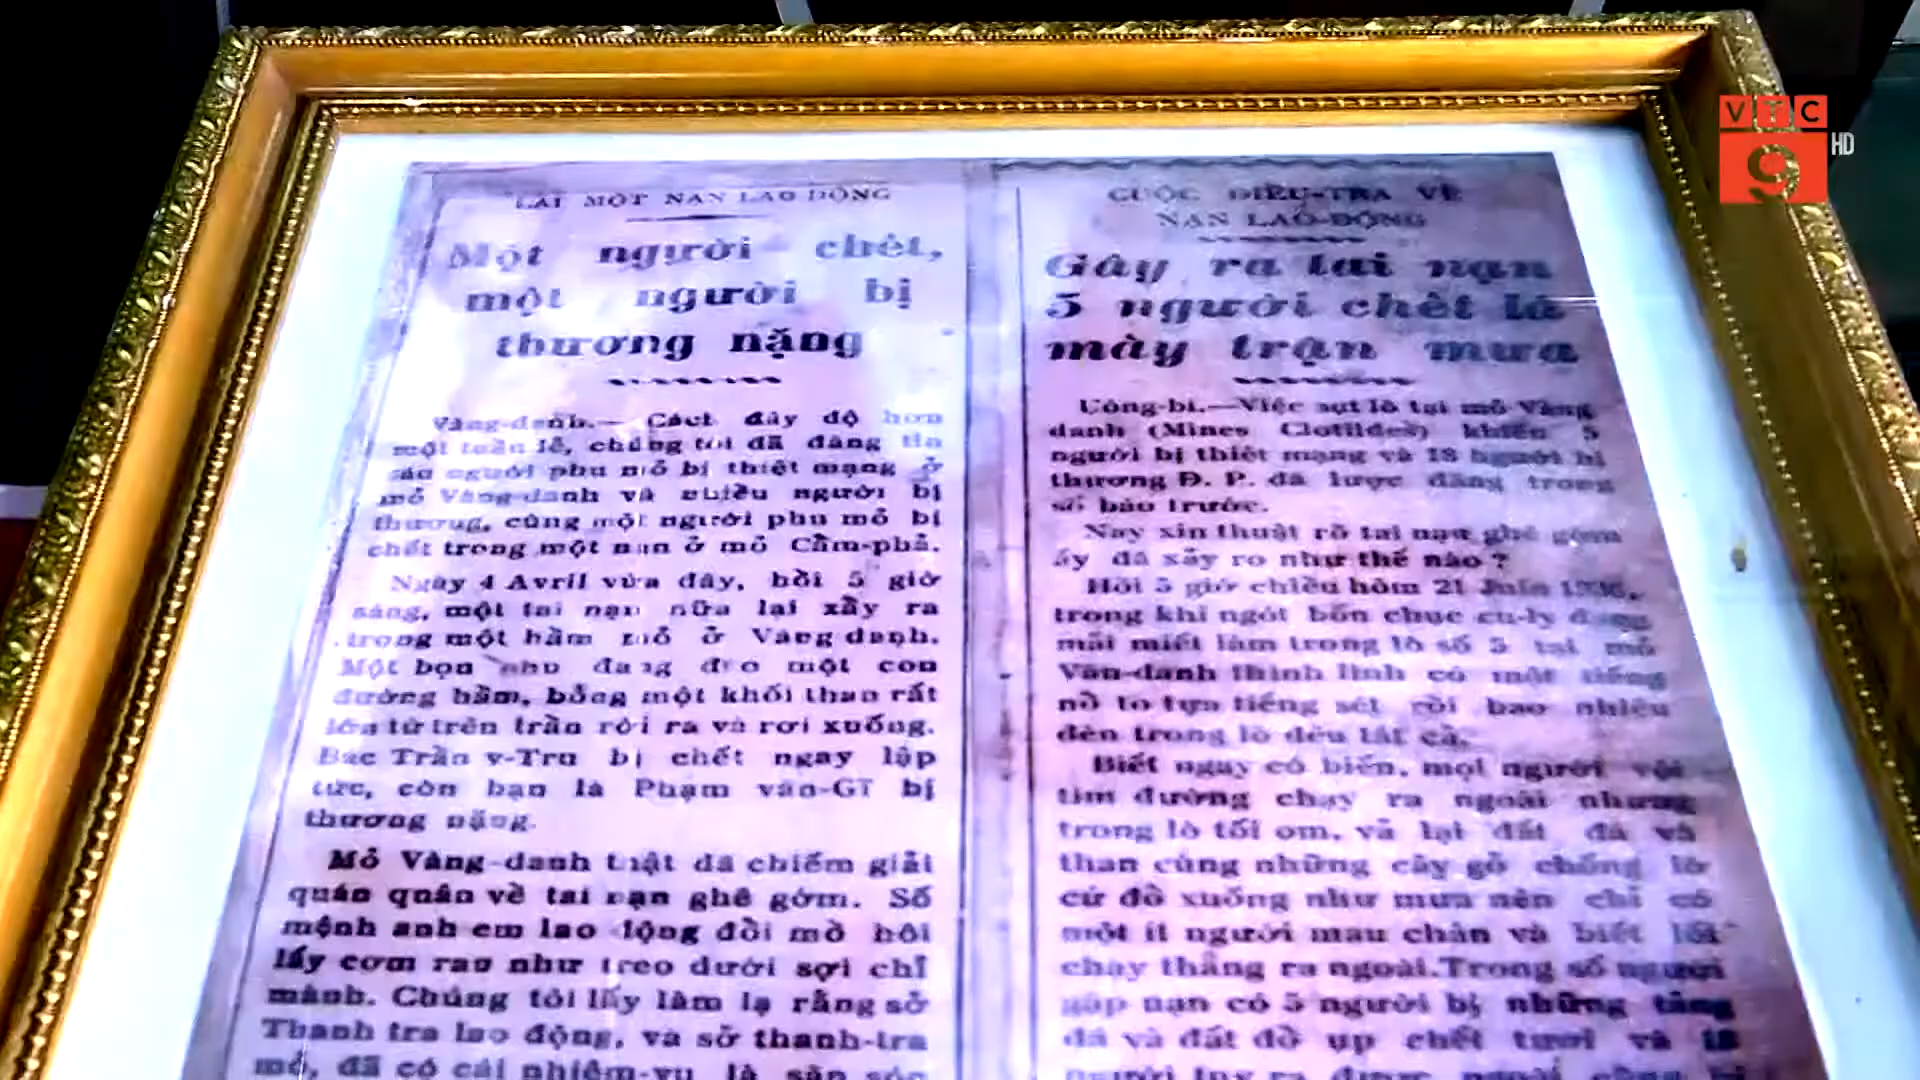 LẠI MỘT NẠN LAO ĐỘNG
Một người chết,
một người bị
thương nặng
Vàng-danh.— Cách đây độ hơn
một tuần lễ, chúng tôi đã đăng tin
sáu người phu mỏ bị thiệt mạng ở
mỏ Vàng-danh và nhiều người bị
thương, cùng một người phu mỏ bị
chết trong một nạn ở mỏ Cẩm-phả.
Ngày 4 Avril vừa đây, hồi 5 giờ
sáng, một tai nạn nữa lại xẩy ra
trong một hầm mỏ ở Vàng danh.
Một bọn phu đang đào một con
đường hầm, bỗng một khối than rất
lớn từ trên trần rời ra và rơi xuống.
Bác Trần v-Tru bị chết ngay lập
tức, còn bạn là Phạm văn-Gĩ bị
thương nặng.
Mỏ Vàng-danh thật đã chiếm giải
quán quân về tai nạn ghê gớm. Số
mệnh anh em lao động đổi mồ hôi
lấy cơm rau như treo dưới sợi chỉ
mành. Chúng tôi lấy làm lạ rằng sở
Thanh tra lao động, và sở thanh-tra
mỏ, đã có cái nhiệm-vụ là săn sóc
CUỘC ĐIỀU-TRA VỀ
NẠN LAO-ĐỘNG
Gây ra tai nạn
5 người chết là
mày trận mưa
Uông-bí.—Việc sụt lò tại mỏ Vàng
danh (Mines Clotildes) khiến 5
người bị thiệt mạng và 18 người bị
thương Đ. P. đã lược đăng trong
số báo trước.
Nay xin thuật rõ tai nạn ghê gớm
ấy đã xảy ra như thế nào ?
Hồi 5 giờ chiều hôm 21 Juin 1936,
trong khi ngót bốn chục cu-ly đang
mải miết làm trong lò số 5 tại mỏ
Vàn-danh thình lình có một tiếng
nổ to tựa tiếng sét rồi bao nhiêu
đèn trong lò đều tắt cả.
Biết ngay có biến, mọi người vội
tìm đường chạy ra ngoài nhưng
trong lò tối om, vả lại đất đá và
than cùng những cây gỗ chống lò
cứ đổ xuống như mưa nên chỉ có
một ít người mau chân và biết lối
chạy thẳng ra ngoài. Trong số người
gặp nạn có 5 người bị những tảng
đá và đất đổ ụp chết tươi và 18
VTC
9
HD